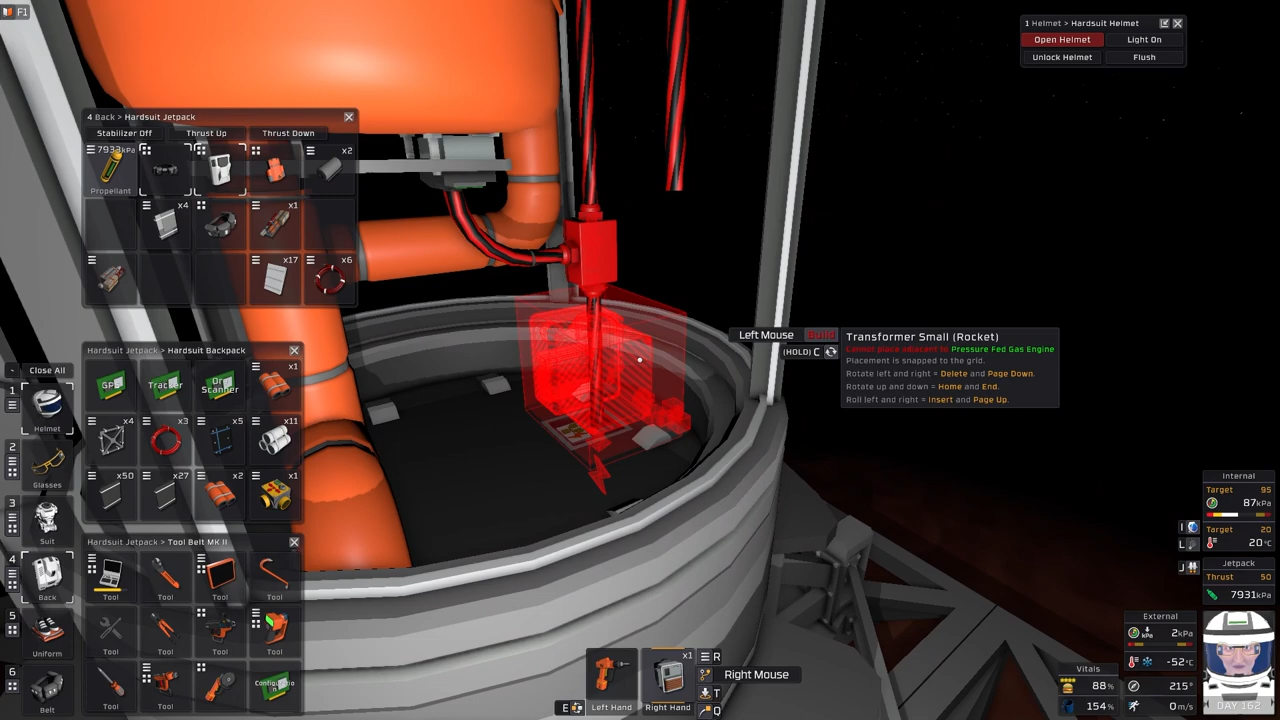 F1
1 Helmet > Hardsuit Helmet
Open Helmet
Light On
Unlock Helmet
Flush
4 Back > Hardsuit Jetpack
Stabilizer Off
Thrust Up
Thrust Down
7933kPa
x2
Propellant
x4
x1
x17
x6
Hardsuit Jetpack > Hardsuit Backpack
GPS
Tracker
Ore Scanner
x1
x4
x3
x5
x11
x50
x27
x2
x1
Hardsuit Jetpack > Tool Belt MK II
Tool
Tool
Tool
Tool
Tool
Tool
Tool
Tool
Tool
Tool
Tool
Close All
1
Helmet
2
Glasses
3
Suit
4
Back
5
Uniform
6
Belt
Left Mouse
Build
(HOLD) C
Transformer Small (Rocket)
Cannot place adjacent to Pressure Fed Gas Engine
Placement is snapped to the grid.
Rotate left and right = Delete and Page Down.
Rotate up and down = Home and End.
Roll left and right = Insert and Page Up.
x1
R
Right Mouse
T
E
Left Hand
Right Hand
Q
Internal
Target 95
87kPa
Target 20
20°C
I
L
J
Jetpack
Thrust 50
7931kPa
External
2kPa
-52°C
215°
0m/s
Vitals
88%
154%
DAY 162